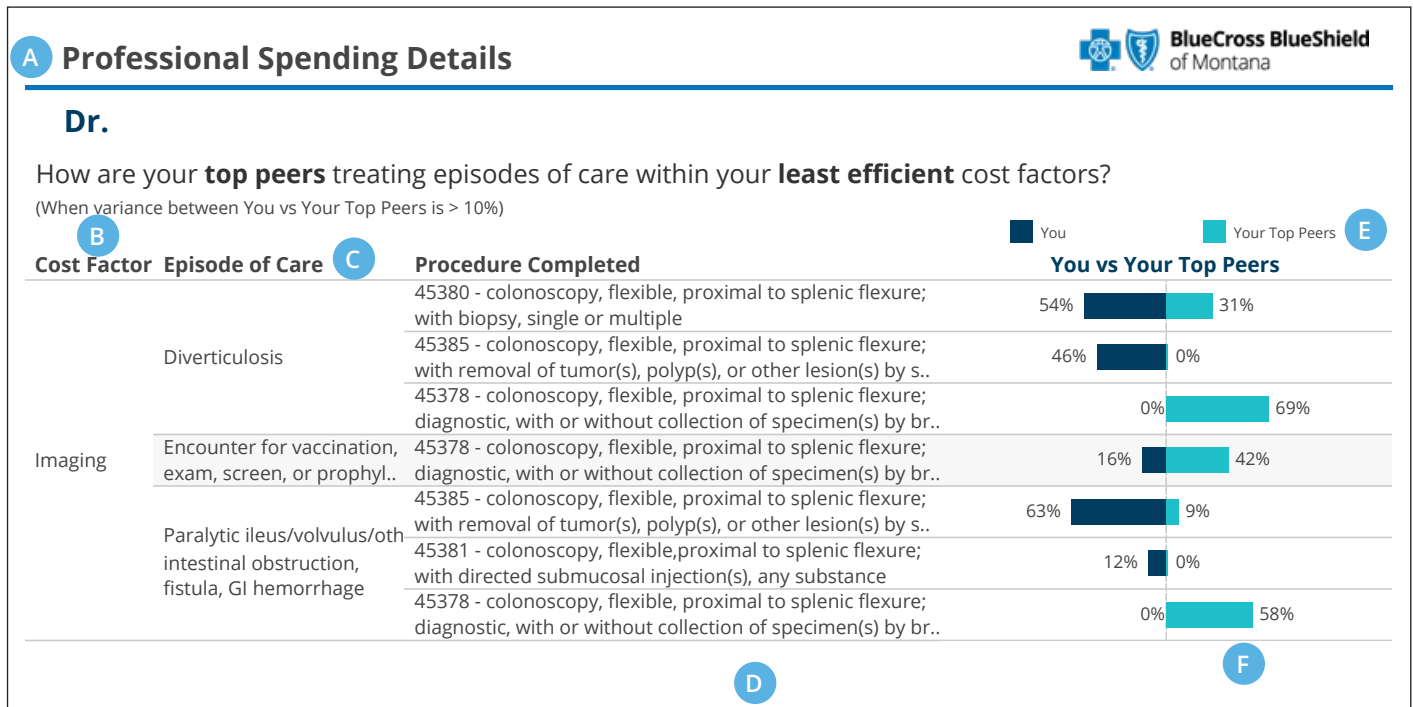 A Professional Spending Details
BlueCross BlueShield
of Montana
Dr.
How are your top peers treating episodes of care within your least efficient cost factors?
(When variance between You vs Your Top Peers is > 10%)
B
You
Your Top Peers E
Cost Factor Episode of Care C Procedure Completed You vs Your Top Peers
Imaging
Diverticulosis
45380 - colonoscopy, flexible, proximal to splenic flexure;
with biopsy, single or multiple
54% 31%
45385 - colonoscopy, flexible, proximal to splenic flexure;
with removal of tumor(s), polyp(s), or other lesion(s) by s..
46% 0%
45378 - colonoscopy, flexible, proximal to splenic flexure;
diagnostic, with or without collection of specimen(s) by br..
0% 69%
Encounter for vaccination,
exam, screen, or prophyl..
45378 - colonoscopy, flexible, proximal to splenic flexure;
diagnostic, with or without collection of specimen(s) by br..
16% 42%
Paralytic ileus/volvulus/oth
intestinal obstruction,
fistula, GI hemorrhage
45385 - colonoscopy, flexible, proximal to splenic flexure;
with removal of tumor(s), polyp(s), or other lesion(s) by s..
63% 9%
45381 - colonoscopy, flexible,proximal to splenic flexure;
with directed submucosal injection(s), any substance
12% 0%
45378 - colonoscopy, flexible, proximal to splenic flexure;
diagnostic, with or without collection of specimen(s) by br..
0% 58%
D
F